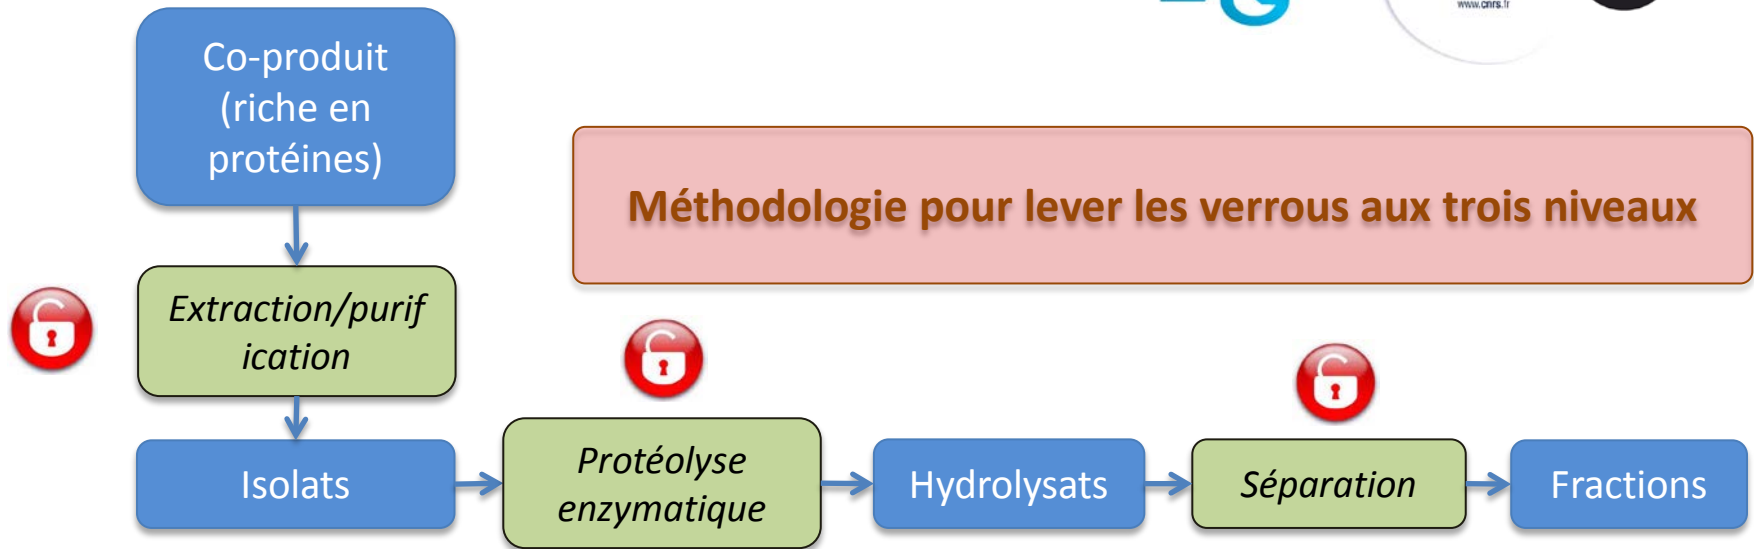 www.cnrs.fr
Co-produit
(riche en
protéines)
Méthodologie pour lever les verrous aux trois niveaux
Extraction/purif
ication
Isolats
Protéolyse
enzymatique
Hydrolysats
Séparation
Fractions